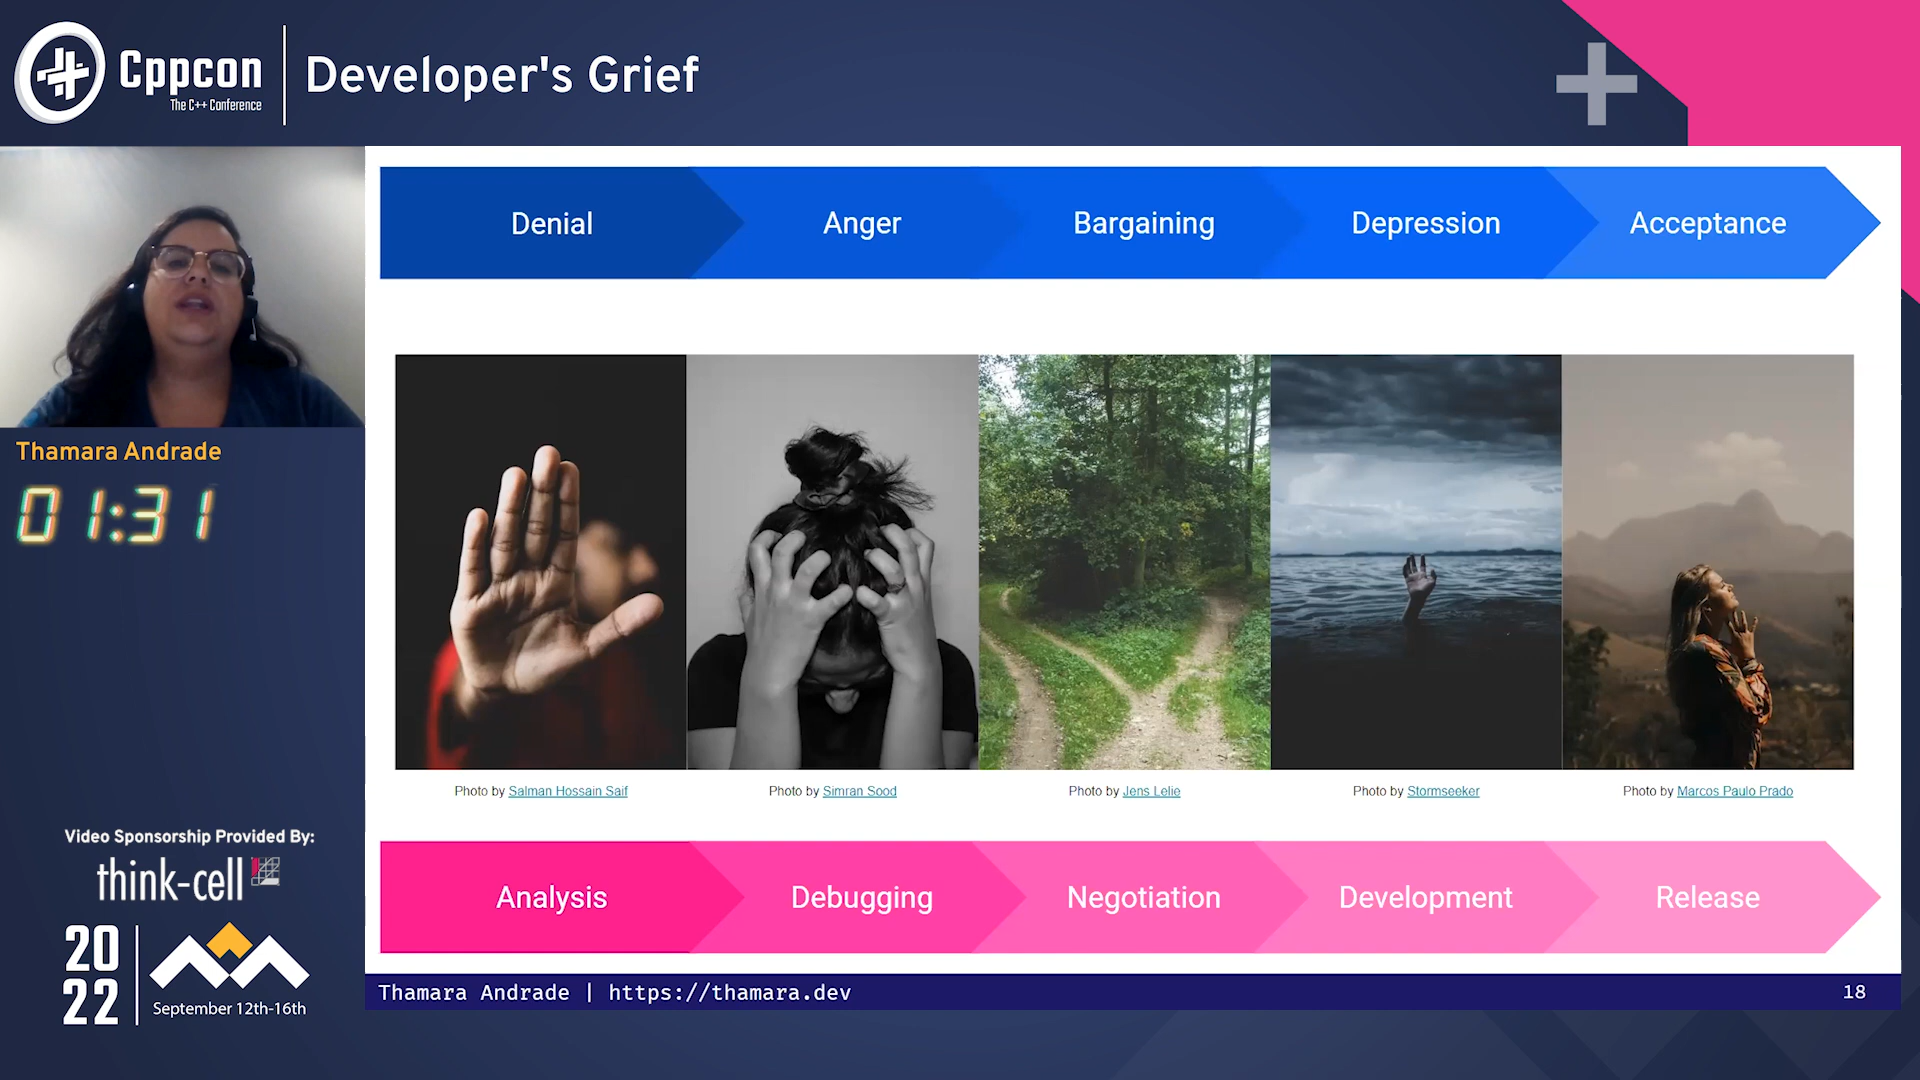 Cppcon
The C++ Conference
Developer's Grief
Thamara Andrade
01:31
Denial
Anger
Bargaining
Depression
Acceptance
Photo by Salman Hossain Saif
Photo by Simran Sood
Photo by Jens Lelie
Photo by Stormseeker
Photo by Marcos Paulo Prado
Analysis
Debugging
Negotiation
Development
Release
Thamara Andrade | https://thamara.dev
18
Video Sponsorship Provided By:
think-cell
20
22
September 12th-16th